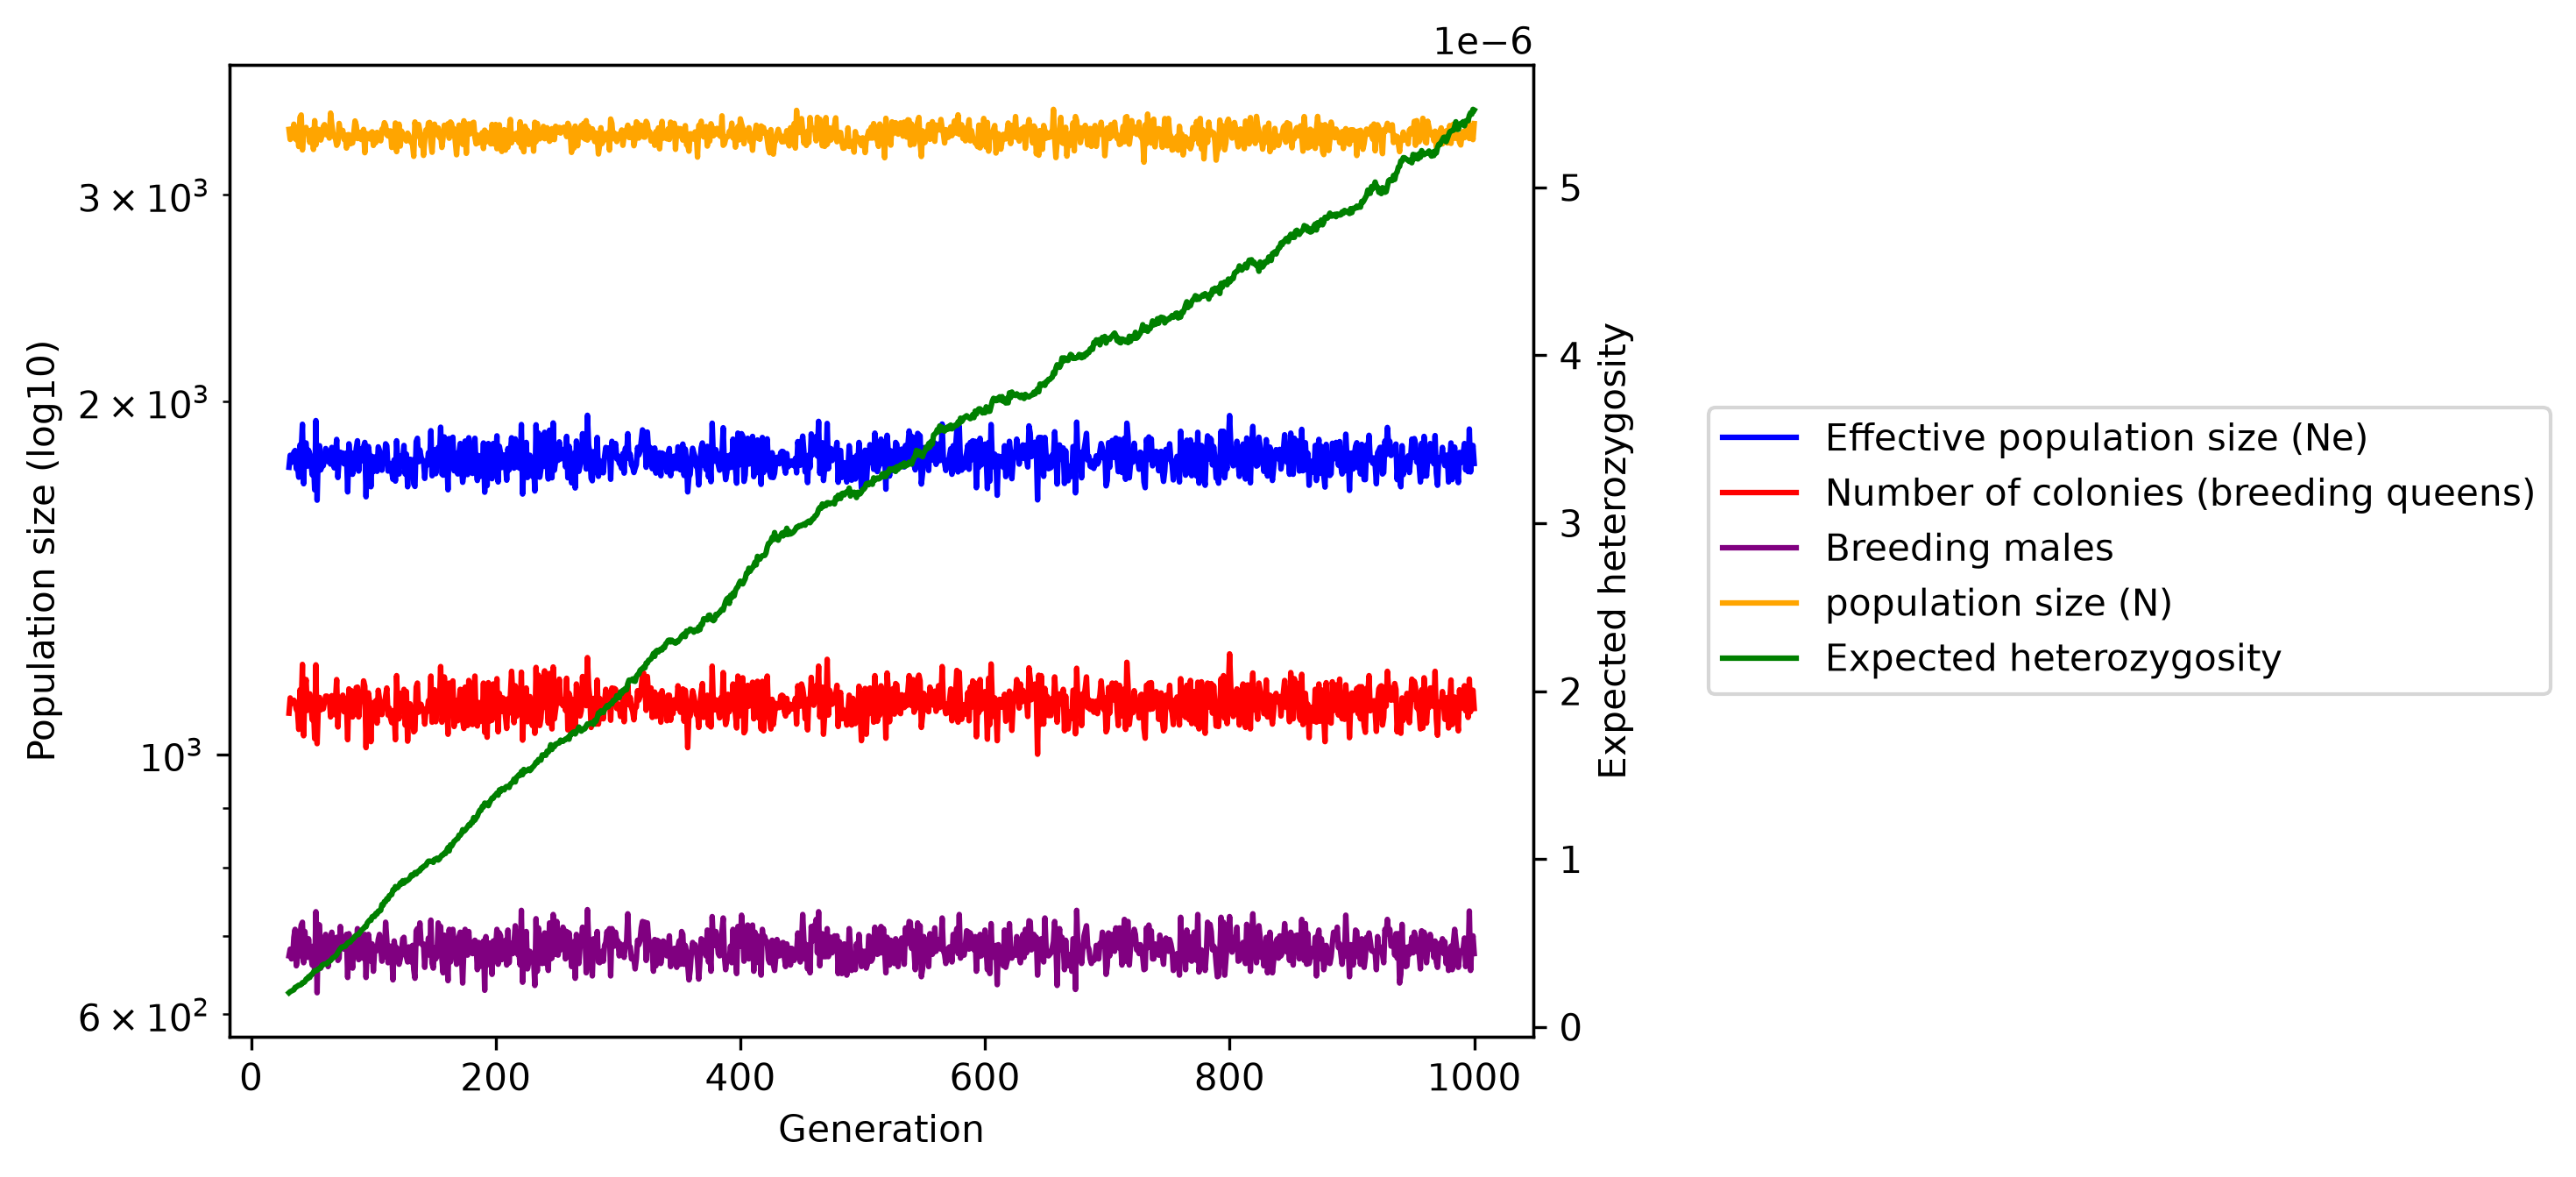 1e−6
Population size (log10)
3 × 10³
2 × 10³
10³
6 × 10²
0
200
400
600
800
1000
Generation
5
4
3
2
1
0
Expected heterozygosity
Effective population size (Ne)
Number of colonies (breeding queens)
Breeding males
population size (N)
Expected heterozygosity